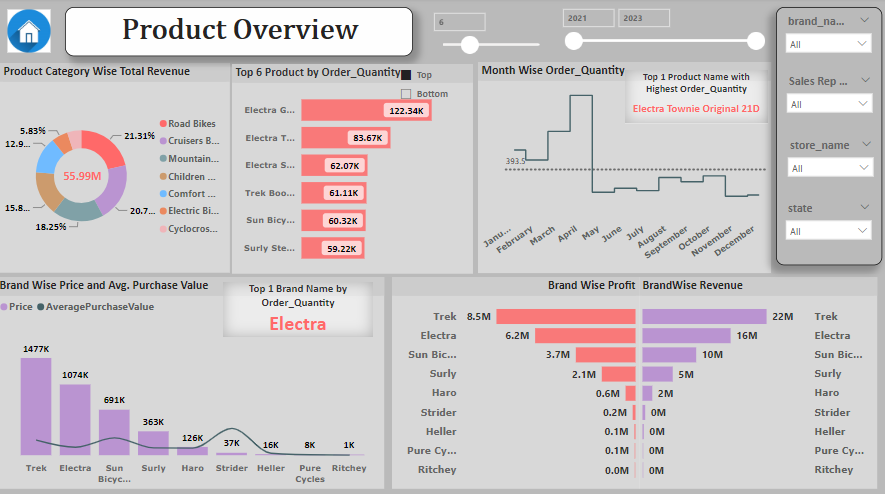 Product Overview
6
2021
2023
brand_na...
All
Sales Rep ...
All
store_name
All
state
All
Product Category Wise Total Revenue
5.83%
12.9...
15.8...
18.25%
20.7...
21.31%
55.99M
Road Bikes
Cruisers B...
Mountain...
Children ...
Comfort ...
Electric Bi...
Cyclocros...
Top 6 Product by Order_Quantity
Top
Bottom
Electra G... 122.34K
Electra T... 83.67K
Electra S... 62.07K
Trek Boo... 61.11K
Sun Bicy... 60.32K
Surly Ste... 59.22K
Month Wise Order_Quantity
Top 1 Product Name with
Highest Order_Quantity
Electra Townie Original 21D
393.5
Janu...
February
March
April
May
June
July
August
September
October
November
December
Brand Wise Price and Avg. Purchase Value
Price AveragePurchaseValue
Top 1 Brand Name by
Order_Quantity
Electra
1477K
1074K
691K
363K
126K
37K
16K
8K
1K
Trek Electra Sun Surly Haro Strider Heller Pure Ritchey
Bicyc... Cycles
Brand Wise Profit BrandWise Revenue
Trek 8.5M 22M Trek
Electra 6.2M 16M Electra
Sun Bic... 3.7M 10M Sun Bic...
Surly 2.1M 5M Surly
Haro 0.6M 2M Haro
Strider 0.2M 0M Strider
Heller 0.1M 0M Heller
Pure Cy... 0.1M 0M Pure Cy...
Ritchey 0.0M 0M Ritchey